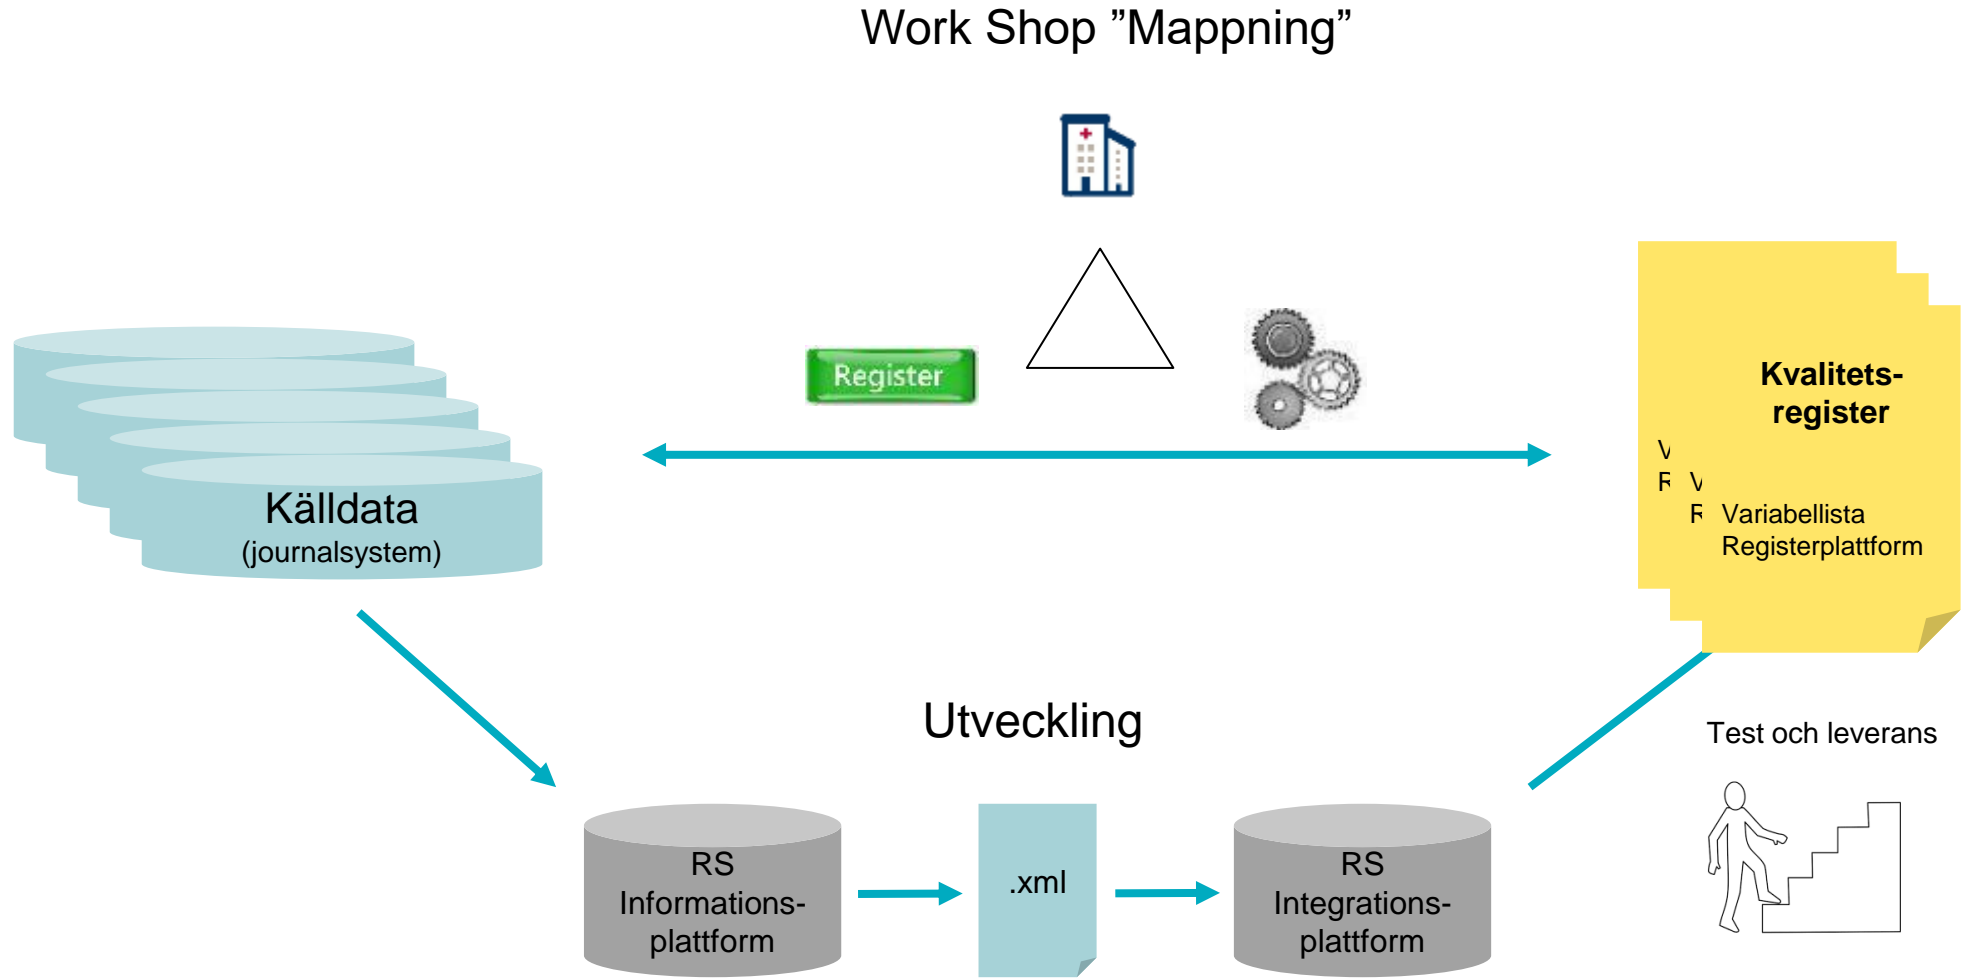 Work Shop ”Mappning”
Register
Källdata
(journalsystem)
Kvalitets-
register
V
R
V
R
Variabellista
Registerplattform
Utveckling
Test och leverans
RS
Informations-
plattform
.xml
RS
Integrations-
plattform